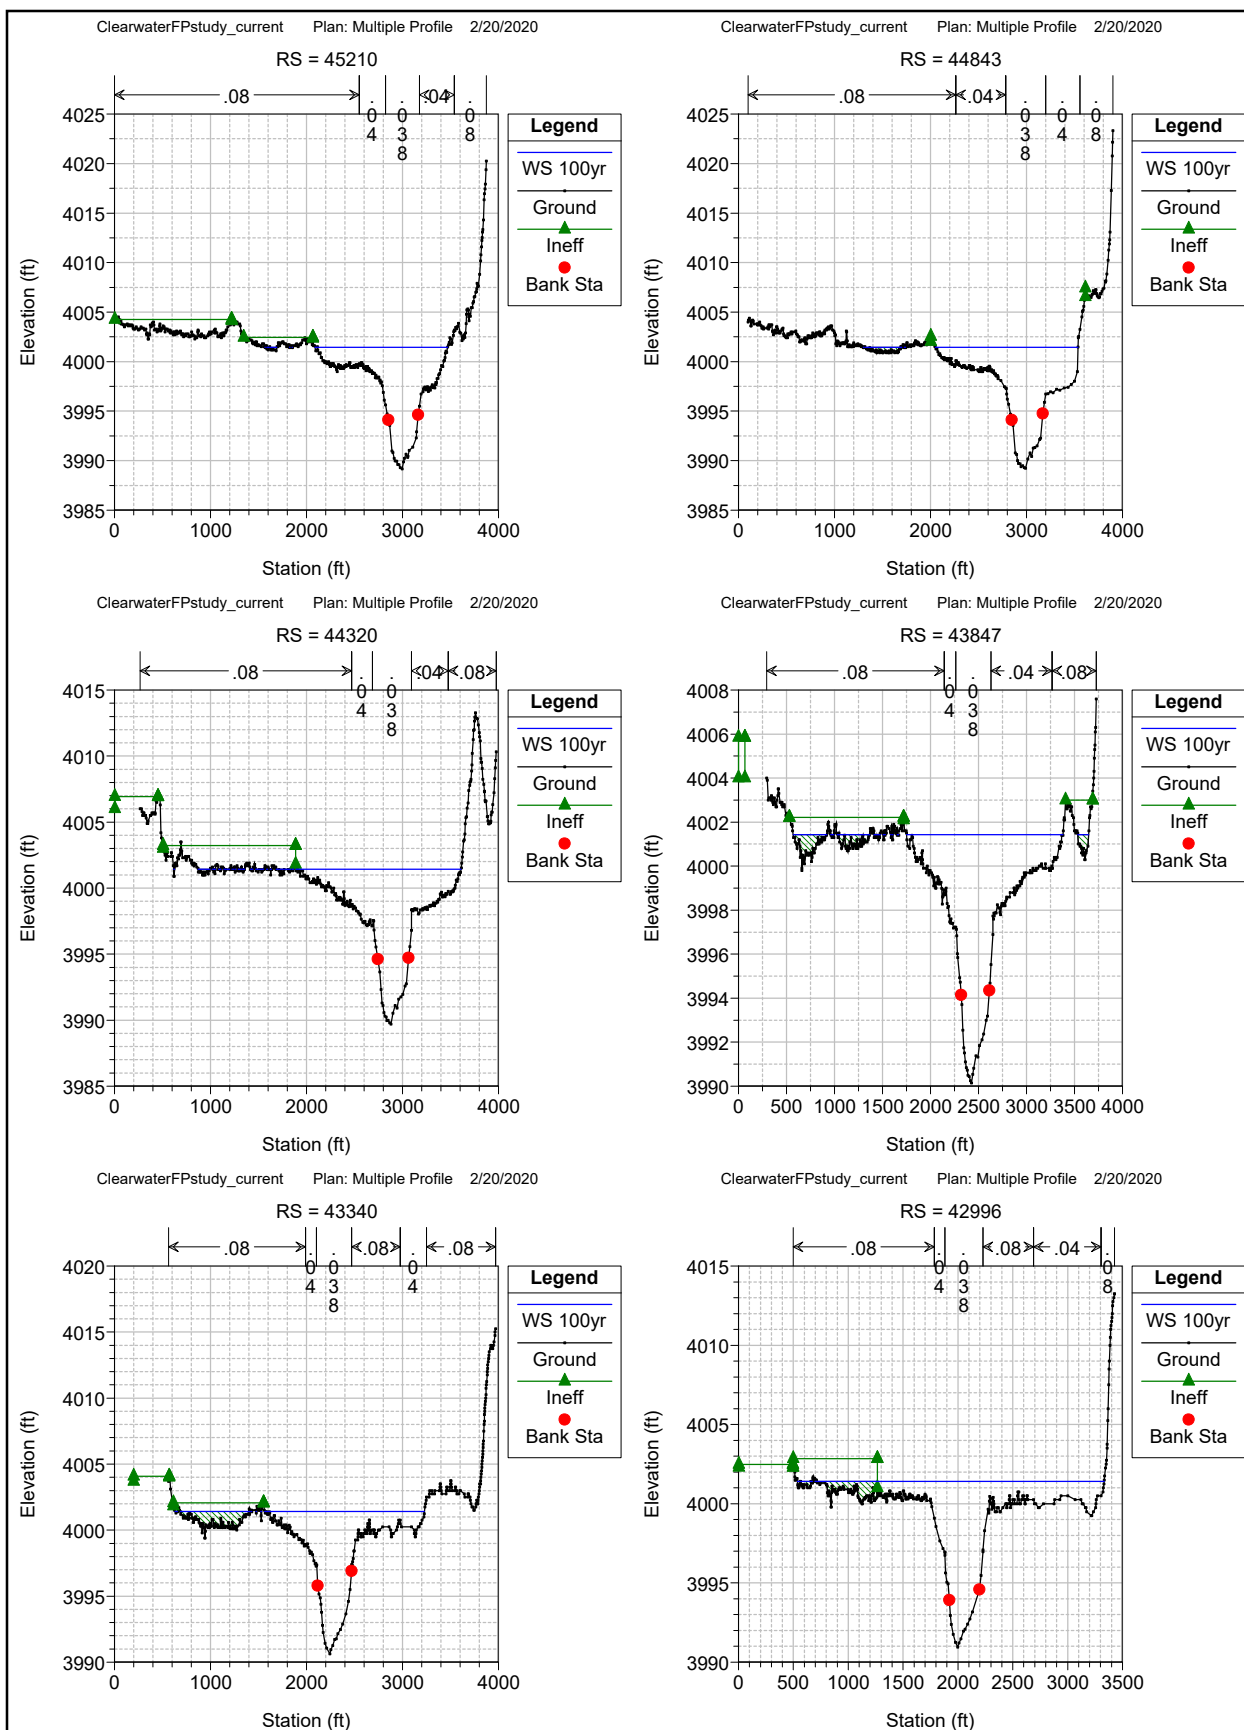 ClearwaterFPstudy_current Plan: Multiple Profile 2/20/2020
RS = 45210
.08 .04 .038 .04 .08
4025
4020
4015
4010
4005
4000
3995
3990
3985
0 1000 2000 3000 4000
Elevation (ft)
Station (ft)
Legend
WS 100yr
Ground
Ineff
Bank Sta
ClearwaterFPstudy_current Plan: Multiple Profile 2/20/2020
RS = 44843
.08 .04 .038 .04 .08
4025
4020
4015
4010
4005
4000
3995
3990
3985
0 1000 2000 3000 4000
Elevation (ft)
Station (ft)
Legend
WS 100yr
Ground
Ineff
Bank Sta
ClearwaterFPstudy_current Plan: Multiple Profile 2/20/2020
RS = 44320
.08 .04 .038 .04 .08
4015
4010
4005
4000
3995
3990
3985
0 1000 2000 3000 4000
Elevation (ft)
Station (ft)
Legend
WS 100yr
Ground
Ineff
Bank Sta
ClearwaterFPstudy_current Plan: Multiple Profile 2/20/2020
RS = 43847
.08 .04 .038 .04 .08
4008
4006
4004
4002
4000
3998
3996
3994
3992
3990
0 500 1000 1500 2000 2500 3000 3500 4000
Elevation (ft)
Station (ft)
Legend
WS 100yr
Ground
Ineff
Bank Sta
ClearwaterFPstudy_current Plan: Multiple Profile 2/20/2020
RS = 43340
.08 .04 .038 .08 .04 .08
4020
4015
4010
4005
4000
3995
3990
0 1000 2000 3000 4000
Elevation (ft)
Station (ft)
Legend
WS 100yr
Ground
Ineff
Bank Sta
ClearwaterFPstudy_current Plan: Multiple Profile 2/20/2020
RS = 42996
.08 .04 .038 .08 .04 .08
4015
4010
4005
4000
3995
3990
0 500 1000 1500 2000 2500 3000 3500
Elevation (ft)
Station (ft)
Legend
WS 100yr
Ground
Ineff
Bank Sta